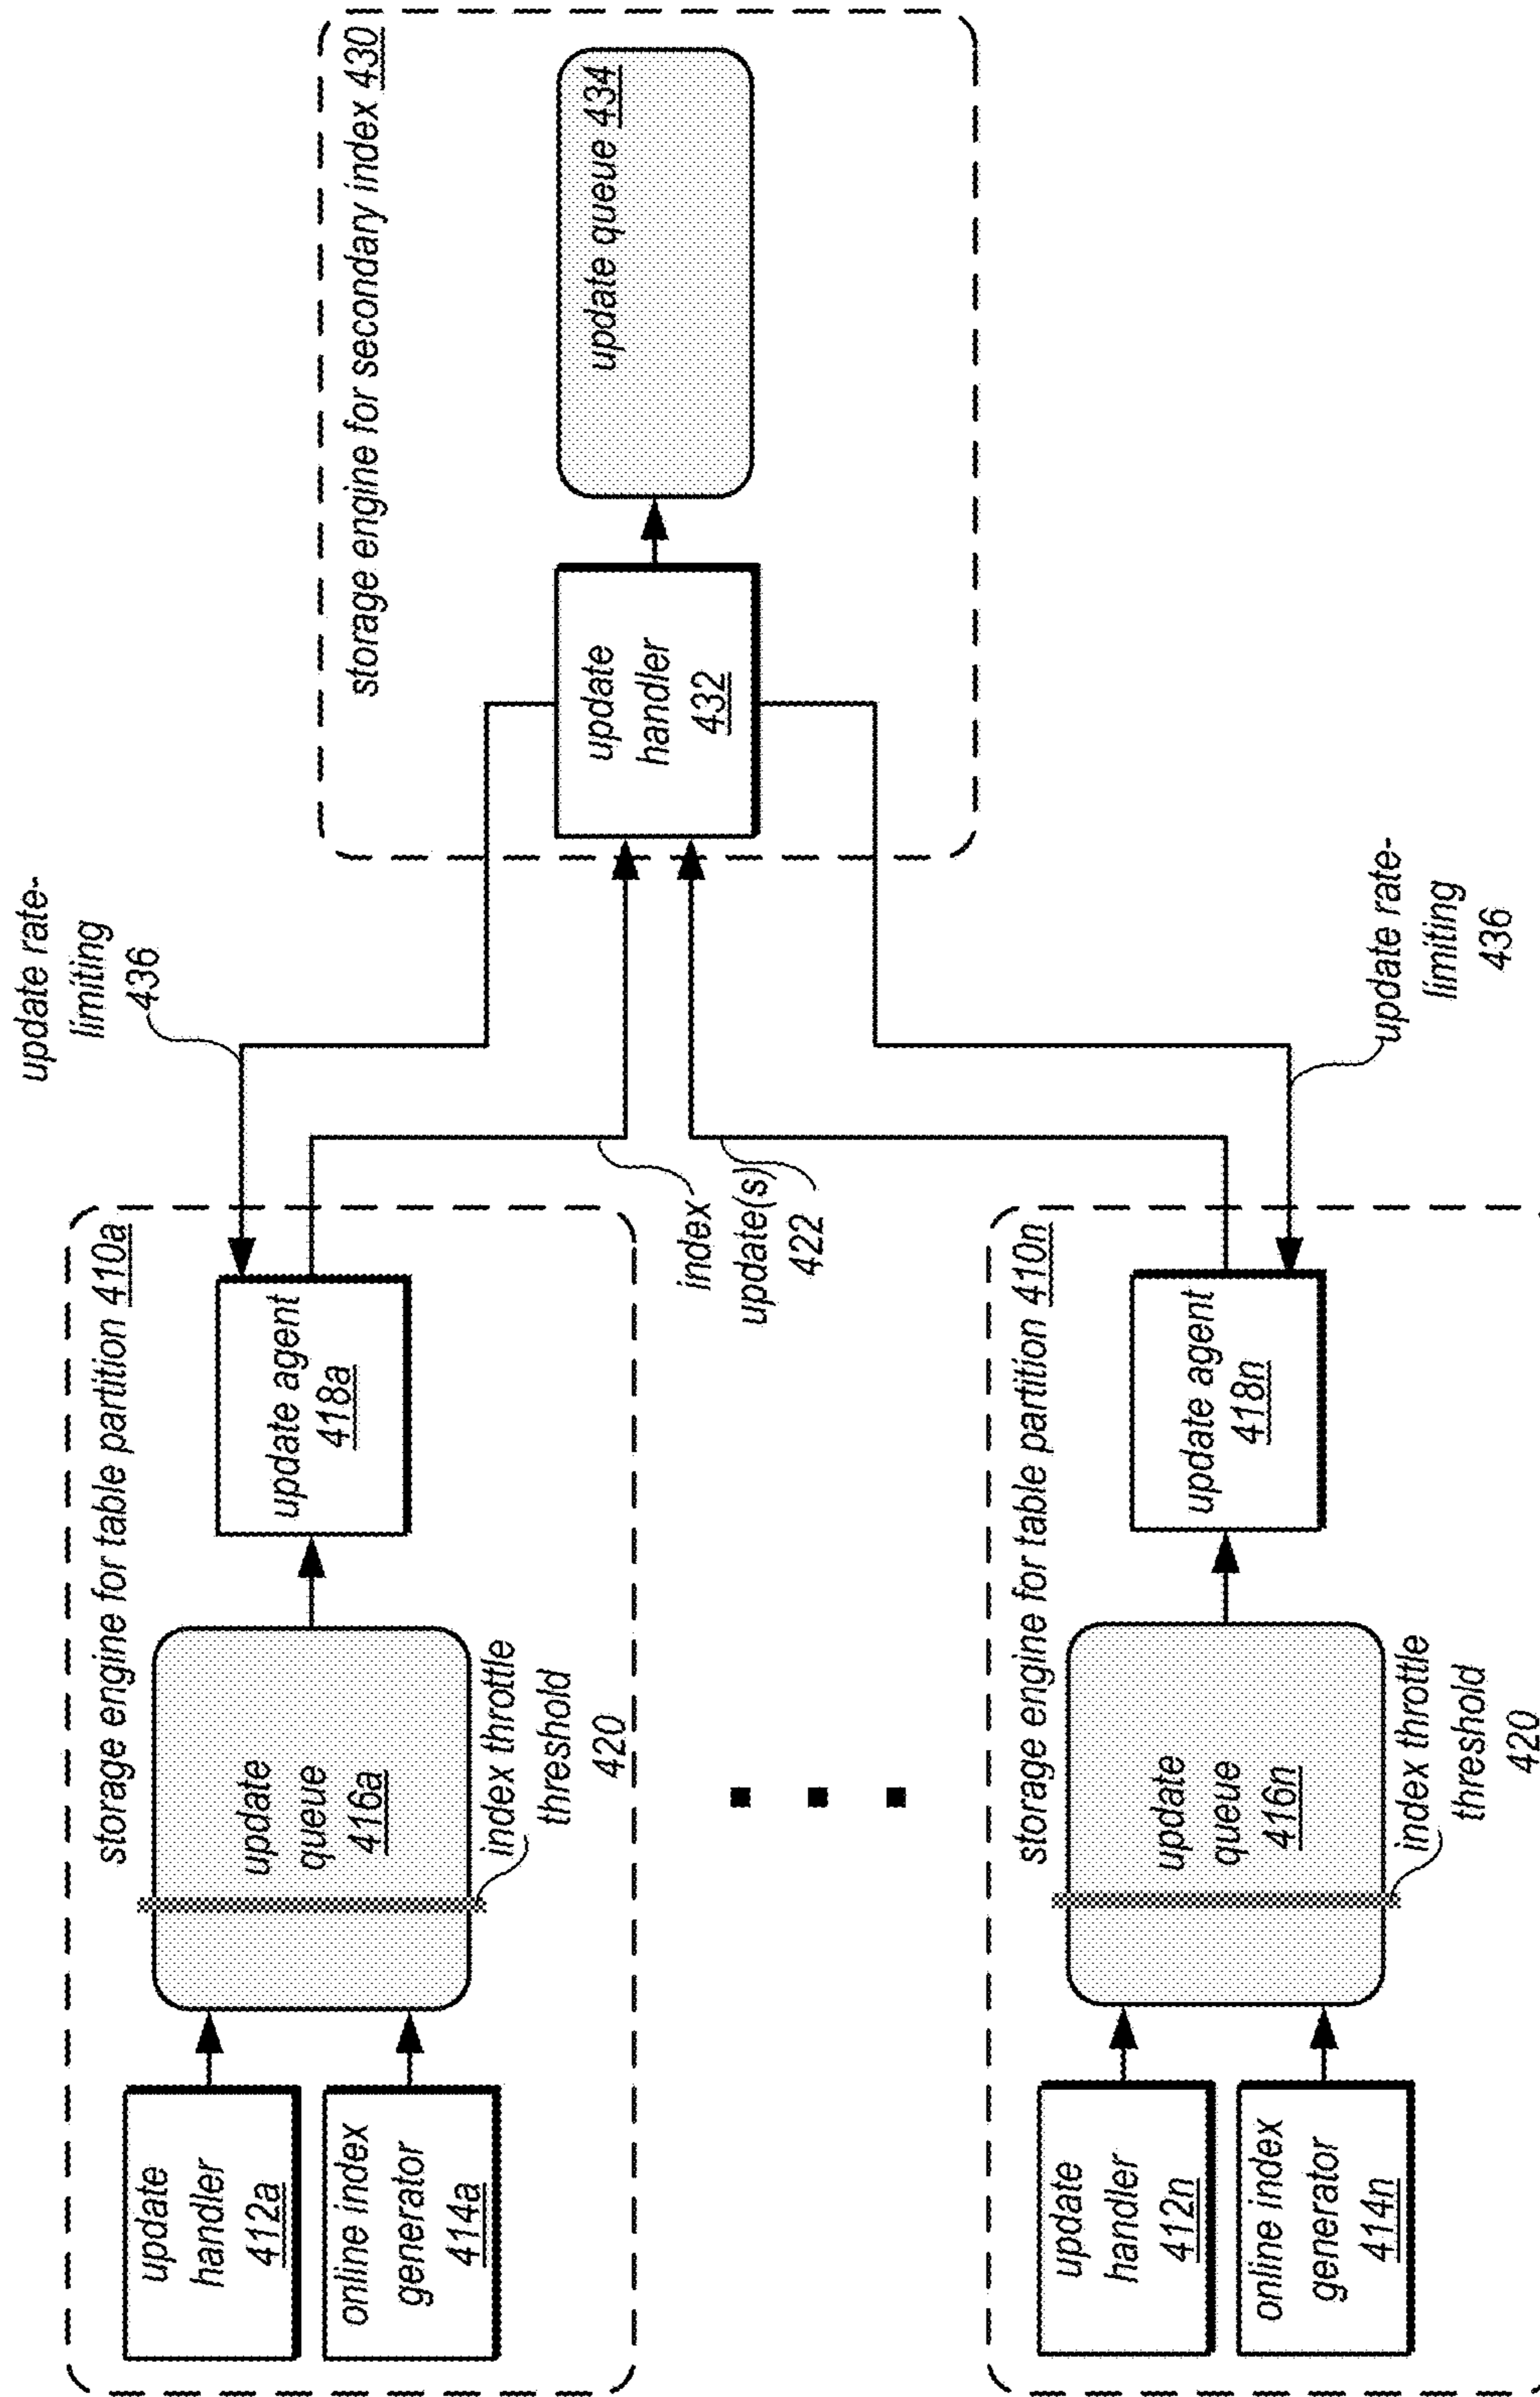 storage engine for table partition 410a
update
handler
412a
online index
generator
414a
update
queue
416a
index throttle
threshold
420
update agent
418a
update rate-
limiting
436
index
update(s)
422
storage engine for secondary index 430
update
handler
432
update queue 434
storage engine for table partition 410n
update
handler
412n
online index
generator
414n
update
queue
416n
index throttle
threshold
420
update agent
418n
update rate-
limiting
436